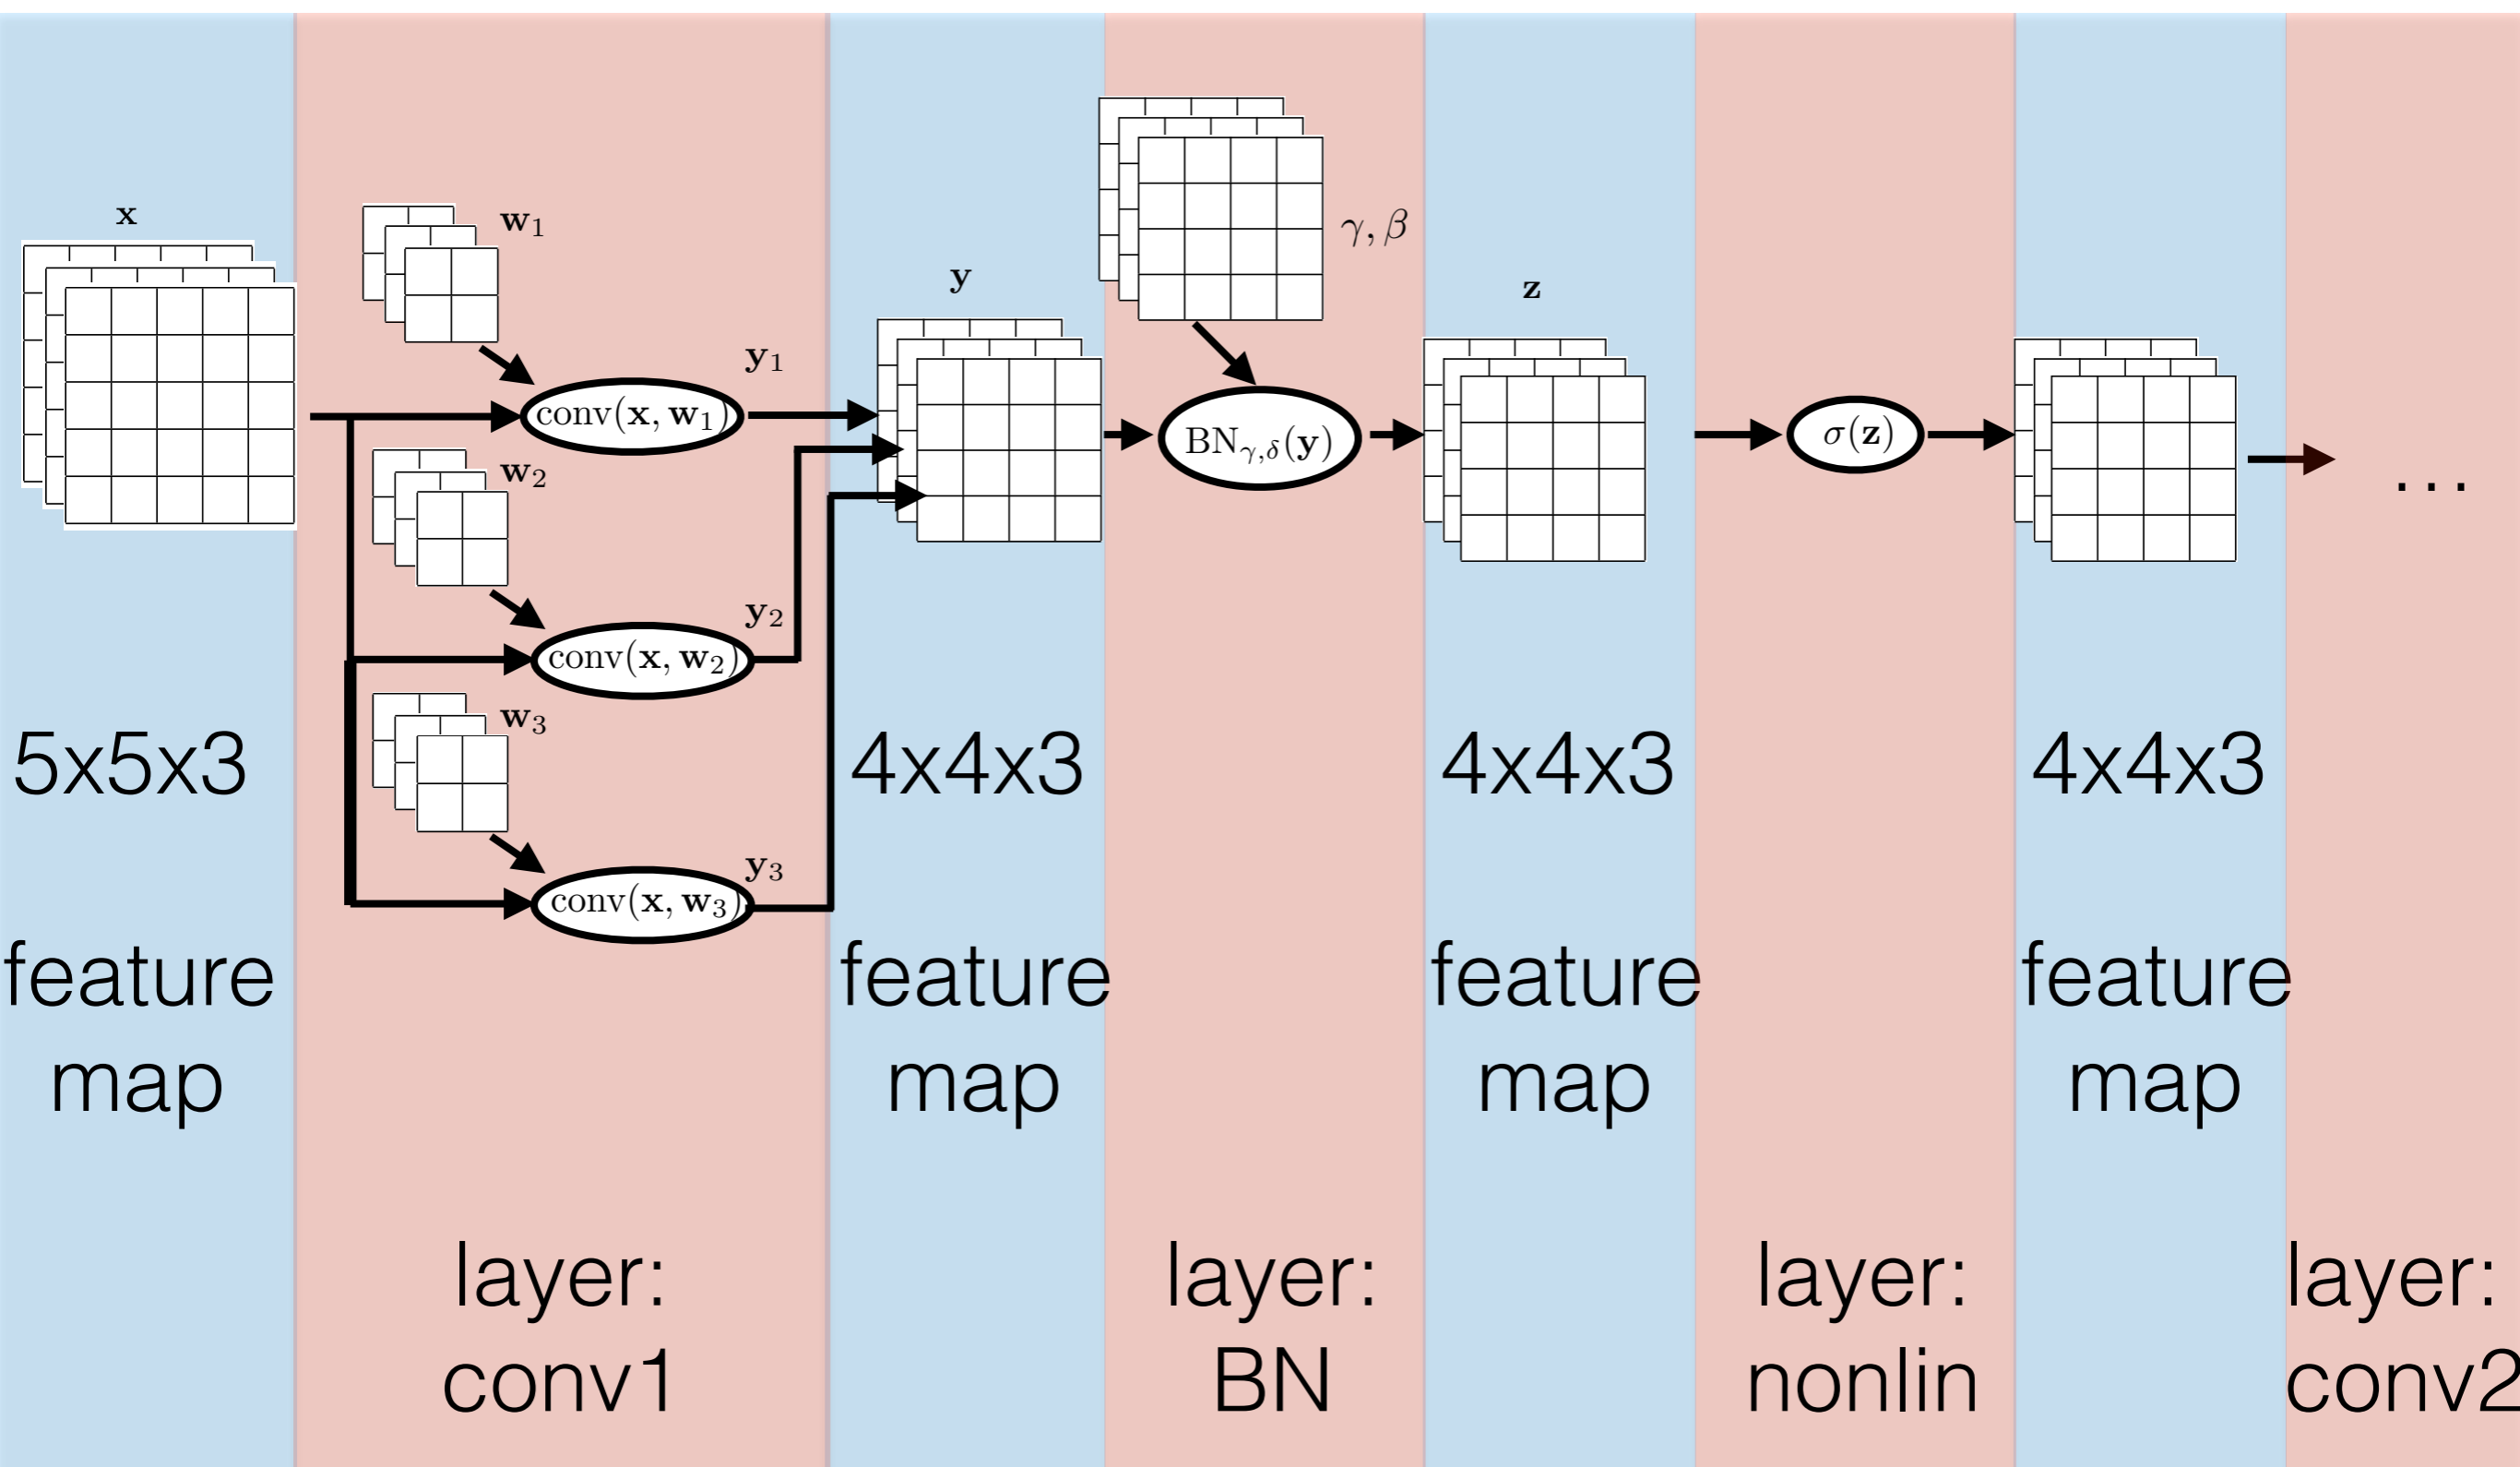 x
w₁
y₁
conv(x, w₁)
w₂
y₂
conv(x, w₂)
w₃
y₃
conv(x, w₃)
y
γ, β
BNγ,δ(y)
z
σ(z)
...
5x5x3
feature
map
4x4x3
feature
map
4x4x3
feature
map
4x4x3
feature
map
layer:
conv1
layer:
BN
layer:
nonlin
layer:
conv2